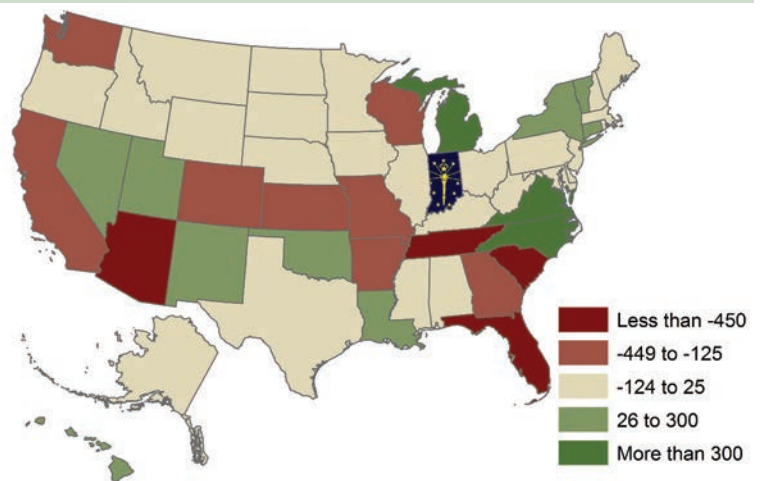 Less than -450
-449 to -125
-124 to 25
26 to 300
More than 300